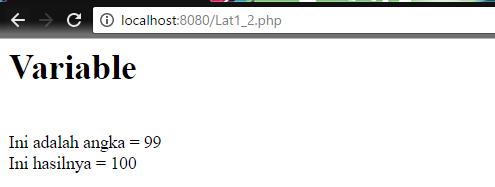 localhost:8080/Lat1_2.php
Variable
Ini adalah angka = 99
Ini hasilnya = 100